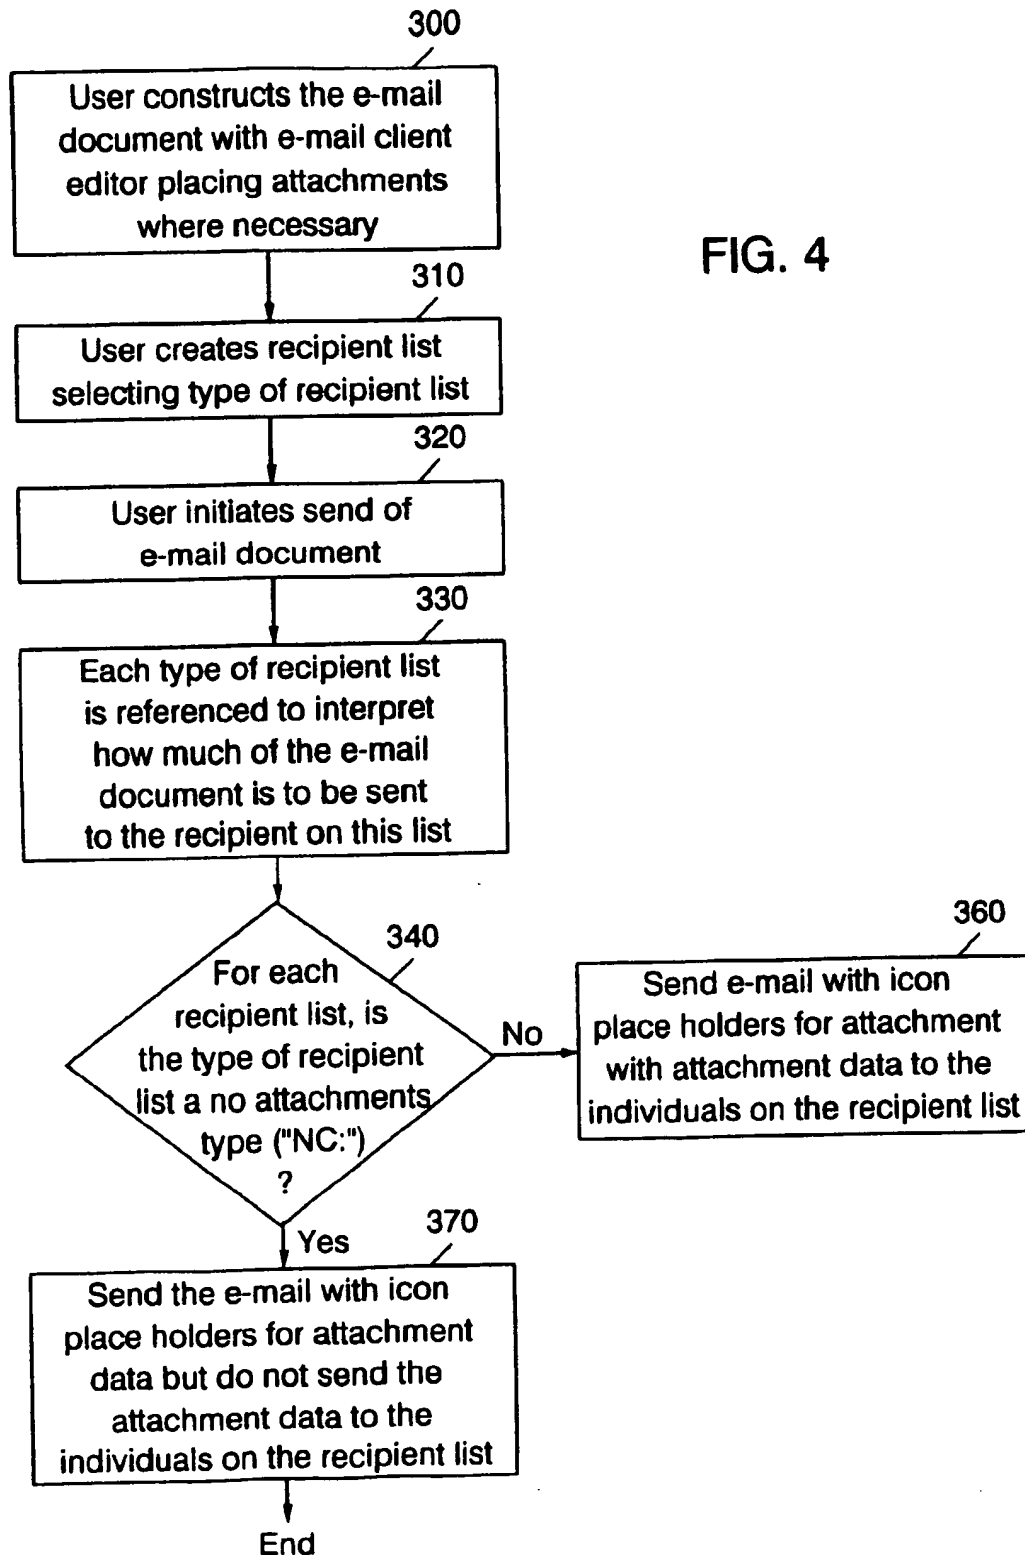 300
User constructs the e-mail
document with e-mail client
editor placing attachments
where necessary
FIG. 4
310
User creates recipient list
selecting type of recipient list
320
User initiates send of
e-mail document
330
Each type of recipient list
is referenced to interpret
how much of the e-mail
document is to be sent
to the recipient on this list
340
For each
recipient list, is
the type of recipient
list a no attachments
type ("NC:")
?
No
360
Send e-mail with icon
place holders for attachment
with attachment data to the
individuals on the recipient list
Yes
370
Send the e-mail with icon
place holders for attachment
data but do not send the
attachment data to the
individuals on the recipient list
End